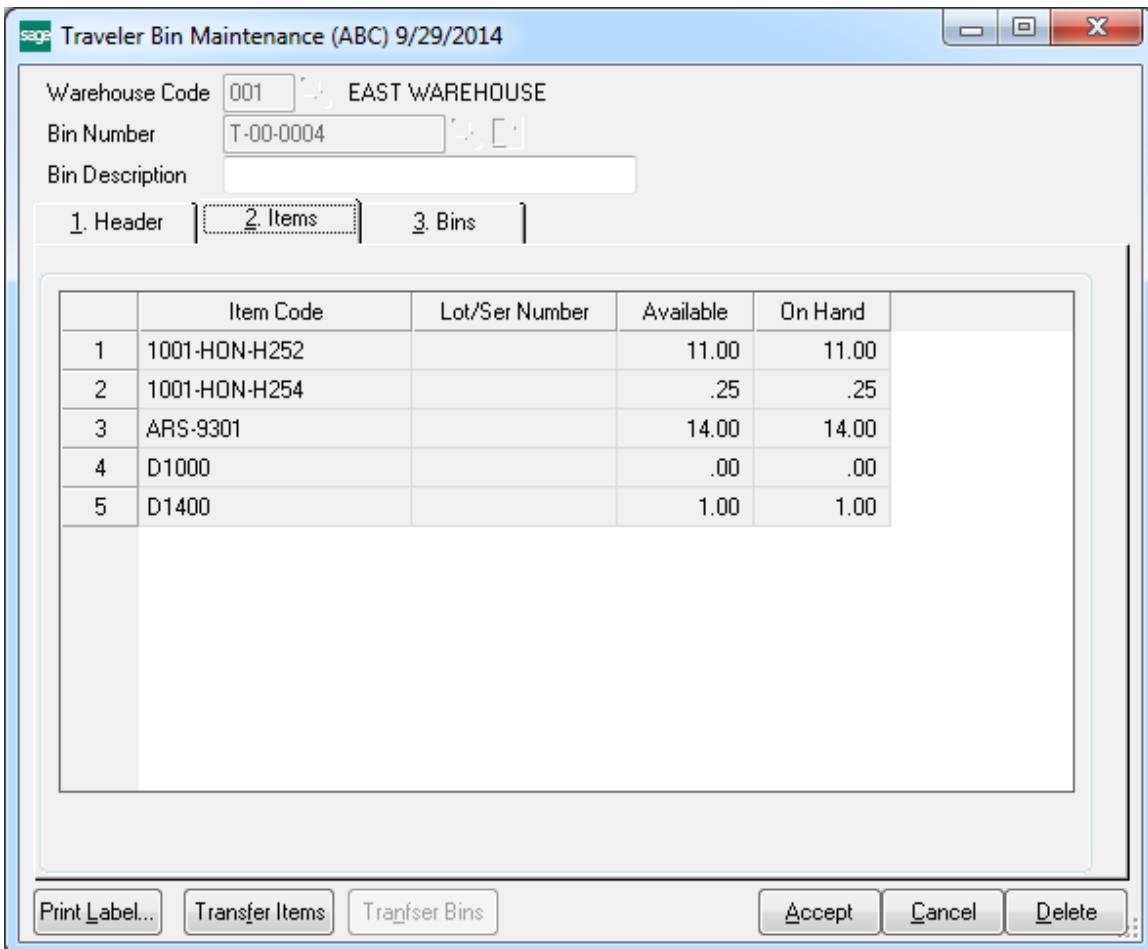 sage Traveler Bin Maintenance (ABC) 9/29/2014
Warehouse Code 001 EAST WAREHOUSE
Bin Number T-00-0004
Bin Description
1. Header 2. Items 3. Bins
Item Code Lot/Ser Number Available On Hand
1 1001-HON-H252 11.00 11.00
2 1001-HON-H254 .25 .25
3 ARS-9301 14.00 14.00
4 D1000 .00 .00
5 D1400 1.00 1.00
Print Label... Transfer Items Tranfser Bins Accept Cancel Delete